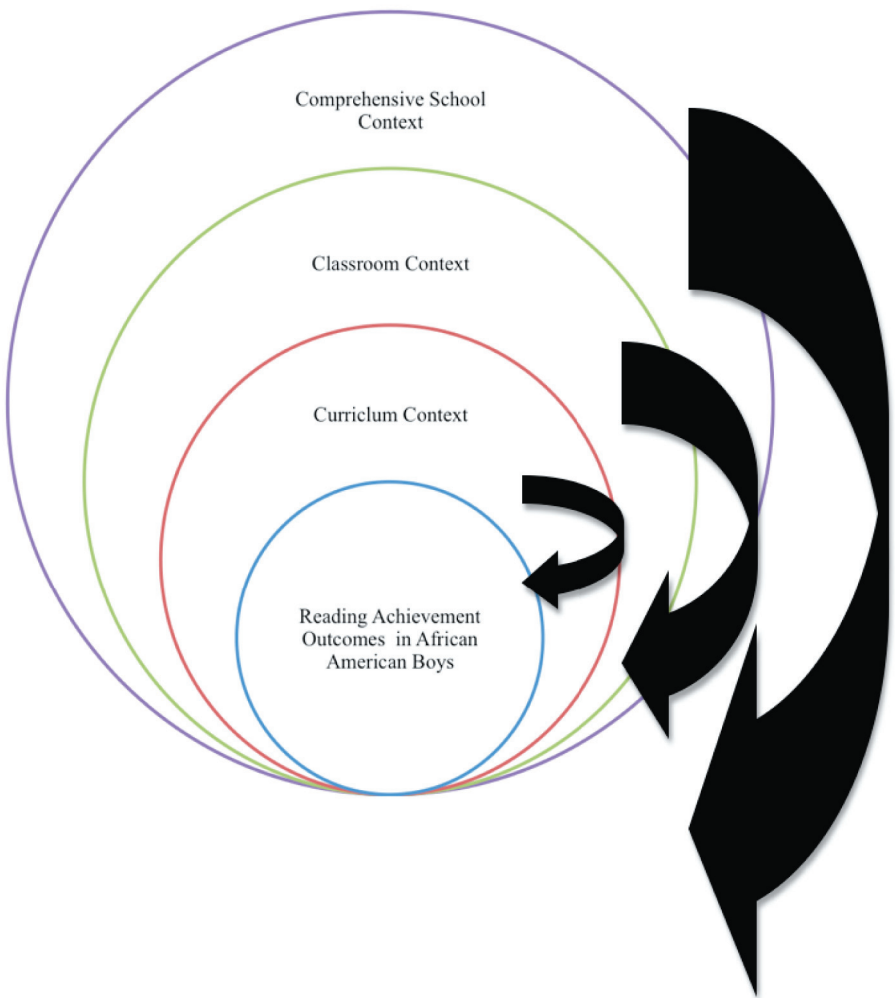 Comprehensive School
Context
Classroom Context
Curriclum Context
Reading Achievement
Outcomes in African
American Boys